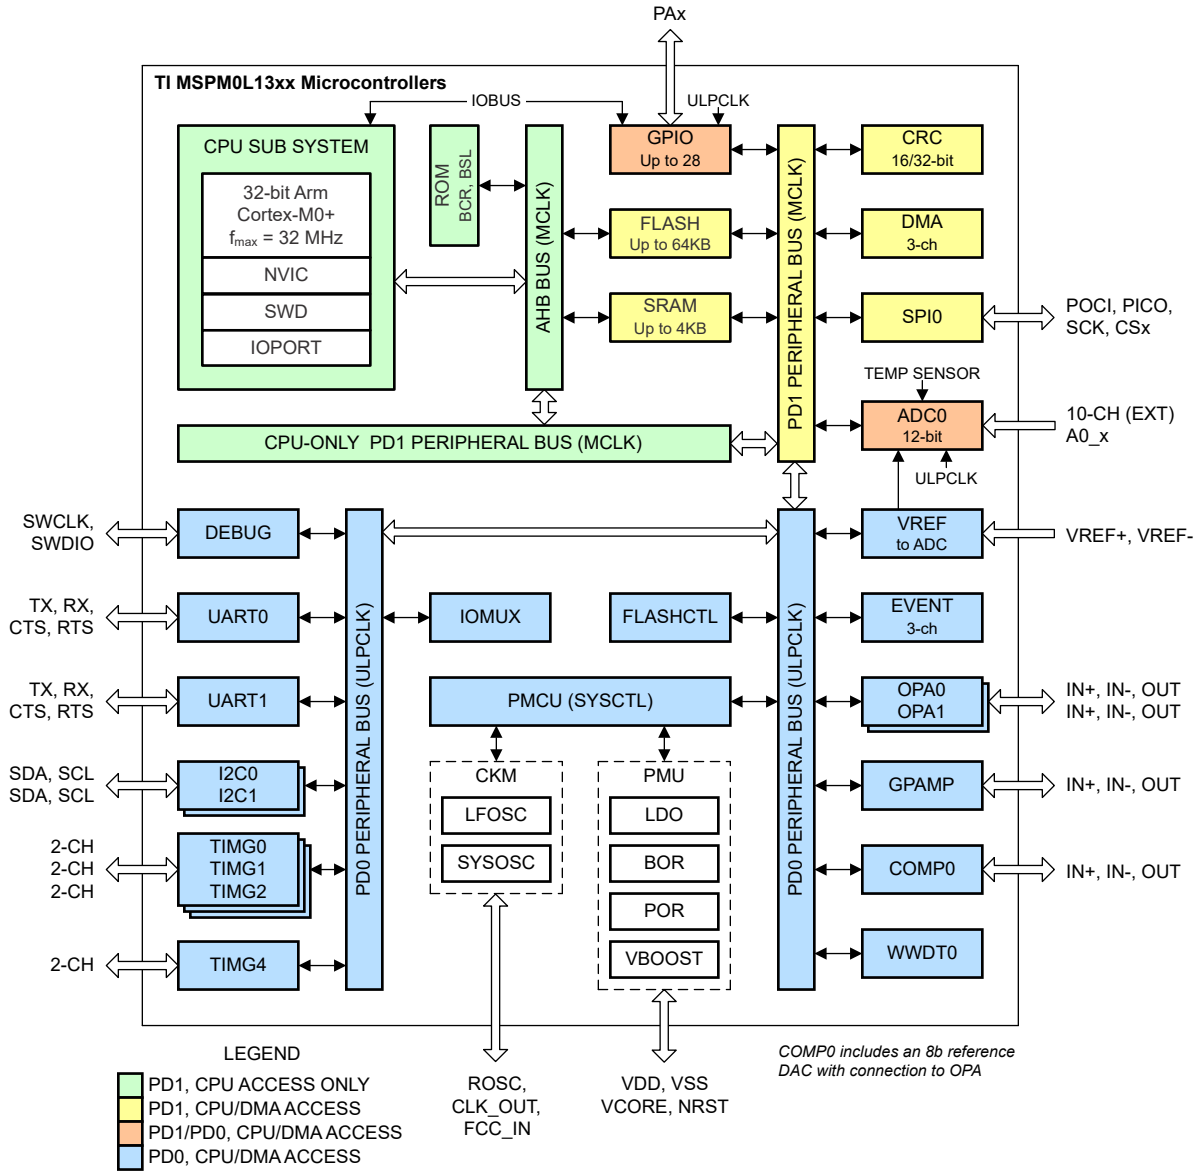 PAx
TI MSPM0L13xx Microcontrollers
IOBUS
ULPCLK
CPU SUB SYSTEM
32-bit Arm
Cortex-M0+
fmax = 32 MHz
NVIC
SWD
IOPORT
ROM
BCR, BSL
AHB BUS (MCLK)
GPIO
Up to 28
FLASH
Up to 64KB
SRAM
Up to 4KB
PD1 PERIPHERAL BUS (MCLK)
CRC
16/32-bit
DMA
3-ch
SPI0
POCI, PICO,
SCK, CSx
TEMP SENSOR
ADC0
12-bit
10-CH (EXT)
A0_x
ULPCLK
CPU-ONLY PD1 PERIPHERAL BUS (MCLK)
SWCLK,
SWDIO
DEBUG
VREF
to ADC
VREF+, VREF-
TX, RX,
CTS, RTS
UART0
PD0 PERIPHERAL BUS (ULPCLK)
IOMUX
FLASHCTL
PD0 PERIPHERAL BUS (ULPCLK)
EVENT
3-ch
TX, RX,
CTS, RTS
UART1
PMCU (SYSCTL)
OPA0
OPA1
IN+, IN-, OUT
IN+, IN-, OUT
SDA, SCL
SDA, SCL
I2C0
I2C1
CKM
LFOSC
SYSOSC
PMU
LDO
BOR
POR
VBOOST
GPAMP
IN+, IN-, OUT
2-CH
2-CH
2-CH
TIMG0
TIMG1
TIMG2
COMP0
IN+, IN-, OUT
2-CH
TIMG4
WWDT0
LEGEND
PD1, CPU ACCESS ONLY
PD1, CPU/DMA ACCESS
PD1/PD0, CPU/DMA ACCESS
PD0, CPU/DMA ACCESS
ROSC,
CLK_OUT,
FCC_IN
VDD, VSS
VCORE, NRST
COMP0 includes an 8b reference
DAC with connection to OPA